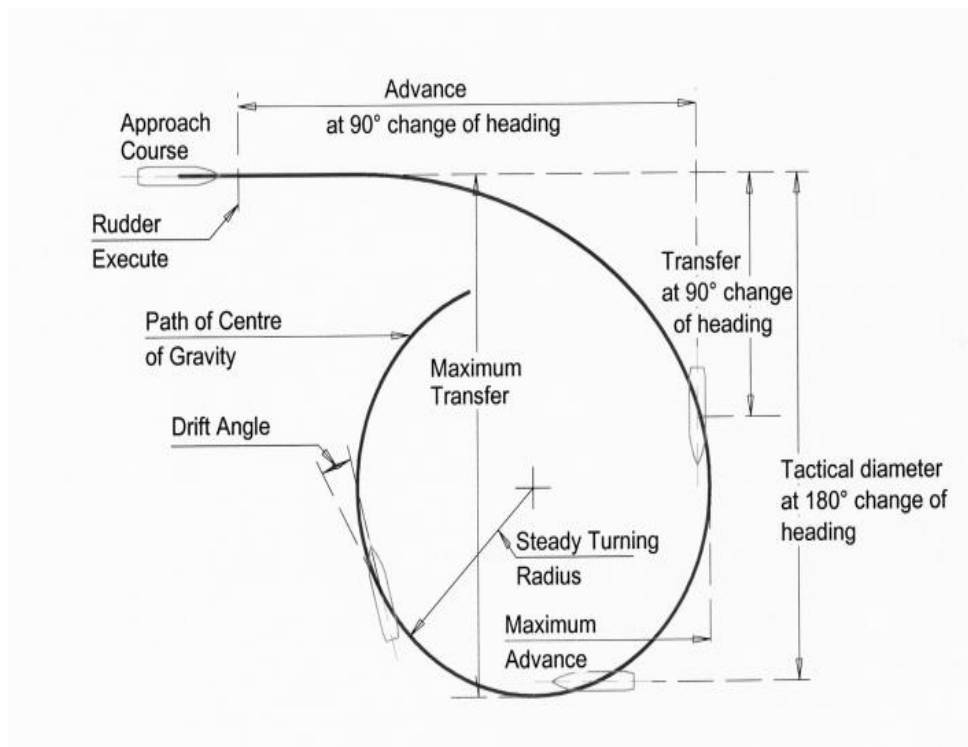 Advance
at 90° change of heading
Approach
Course
Rudder
Execute
Transfer
at 90° change
of heading
Path of Centre
of Gravity
Maximum
Transfer
Drift Angle
Tactical diameter
at 180° change of
heading
Steady Turning
Radius
Maximum
Advance